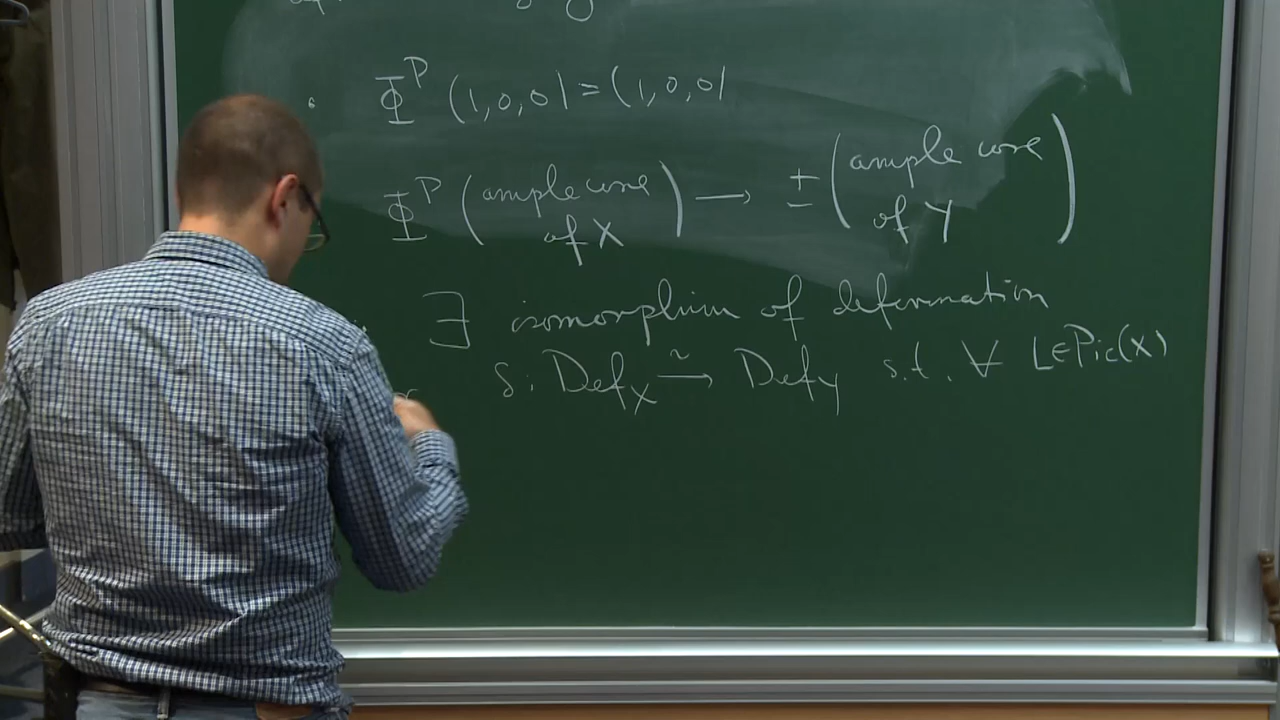 Φ^P (1,0,0) = (1,0,0)
Φ^P (ample cone of X) → ± (ample cone of Y)
∃ isomorphism of deformation
δ: Def_X →~ Def_Y s.t. ∀ L∈Pic(X)